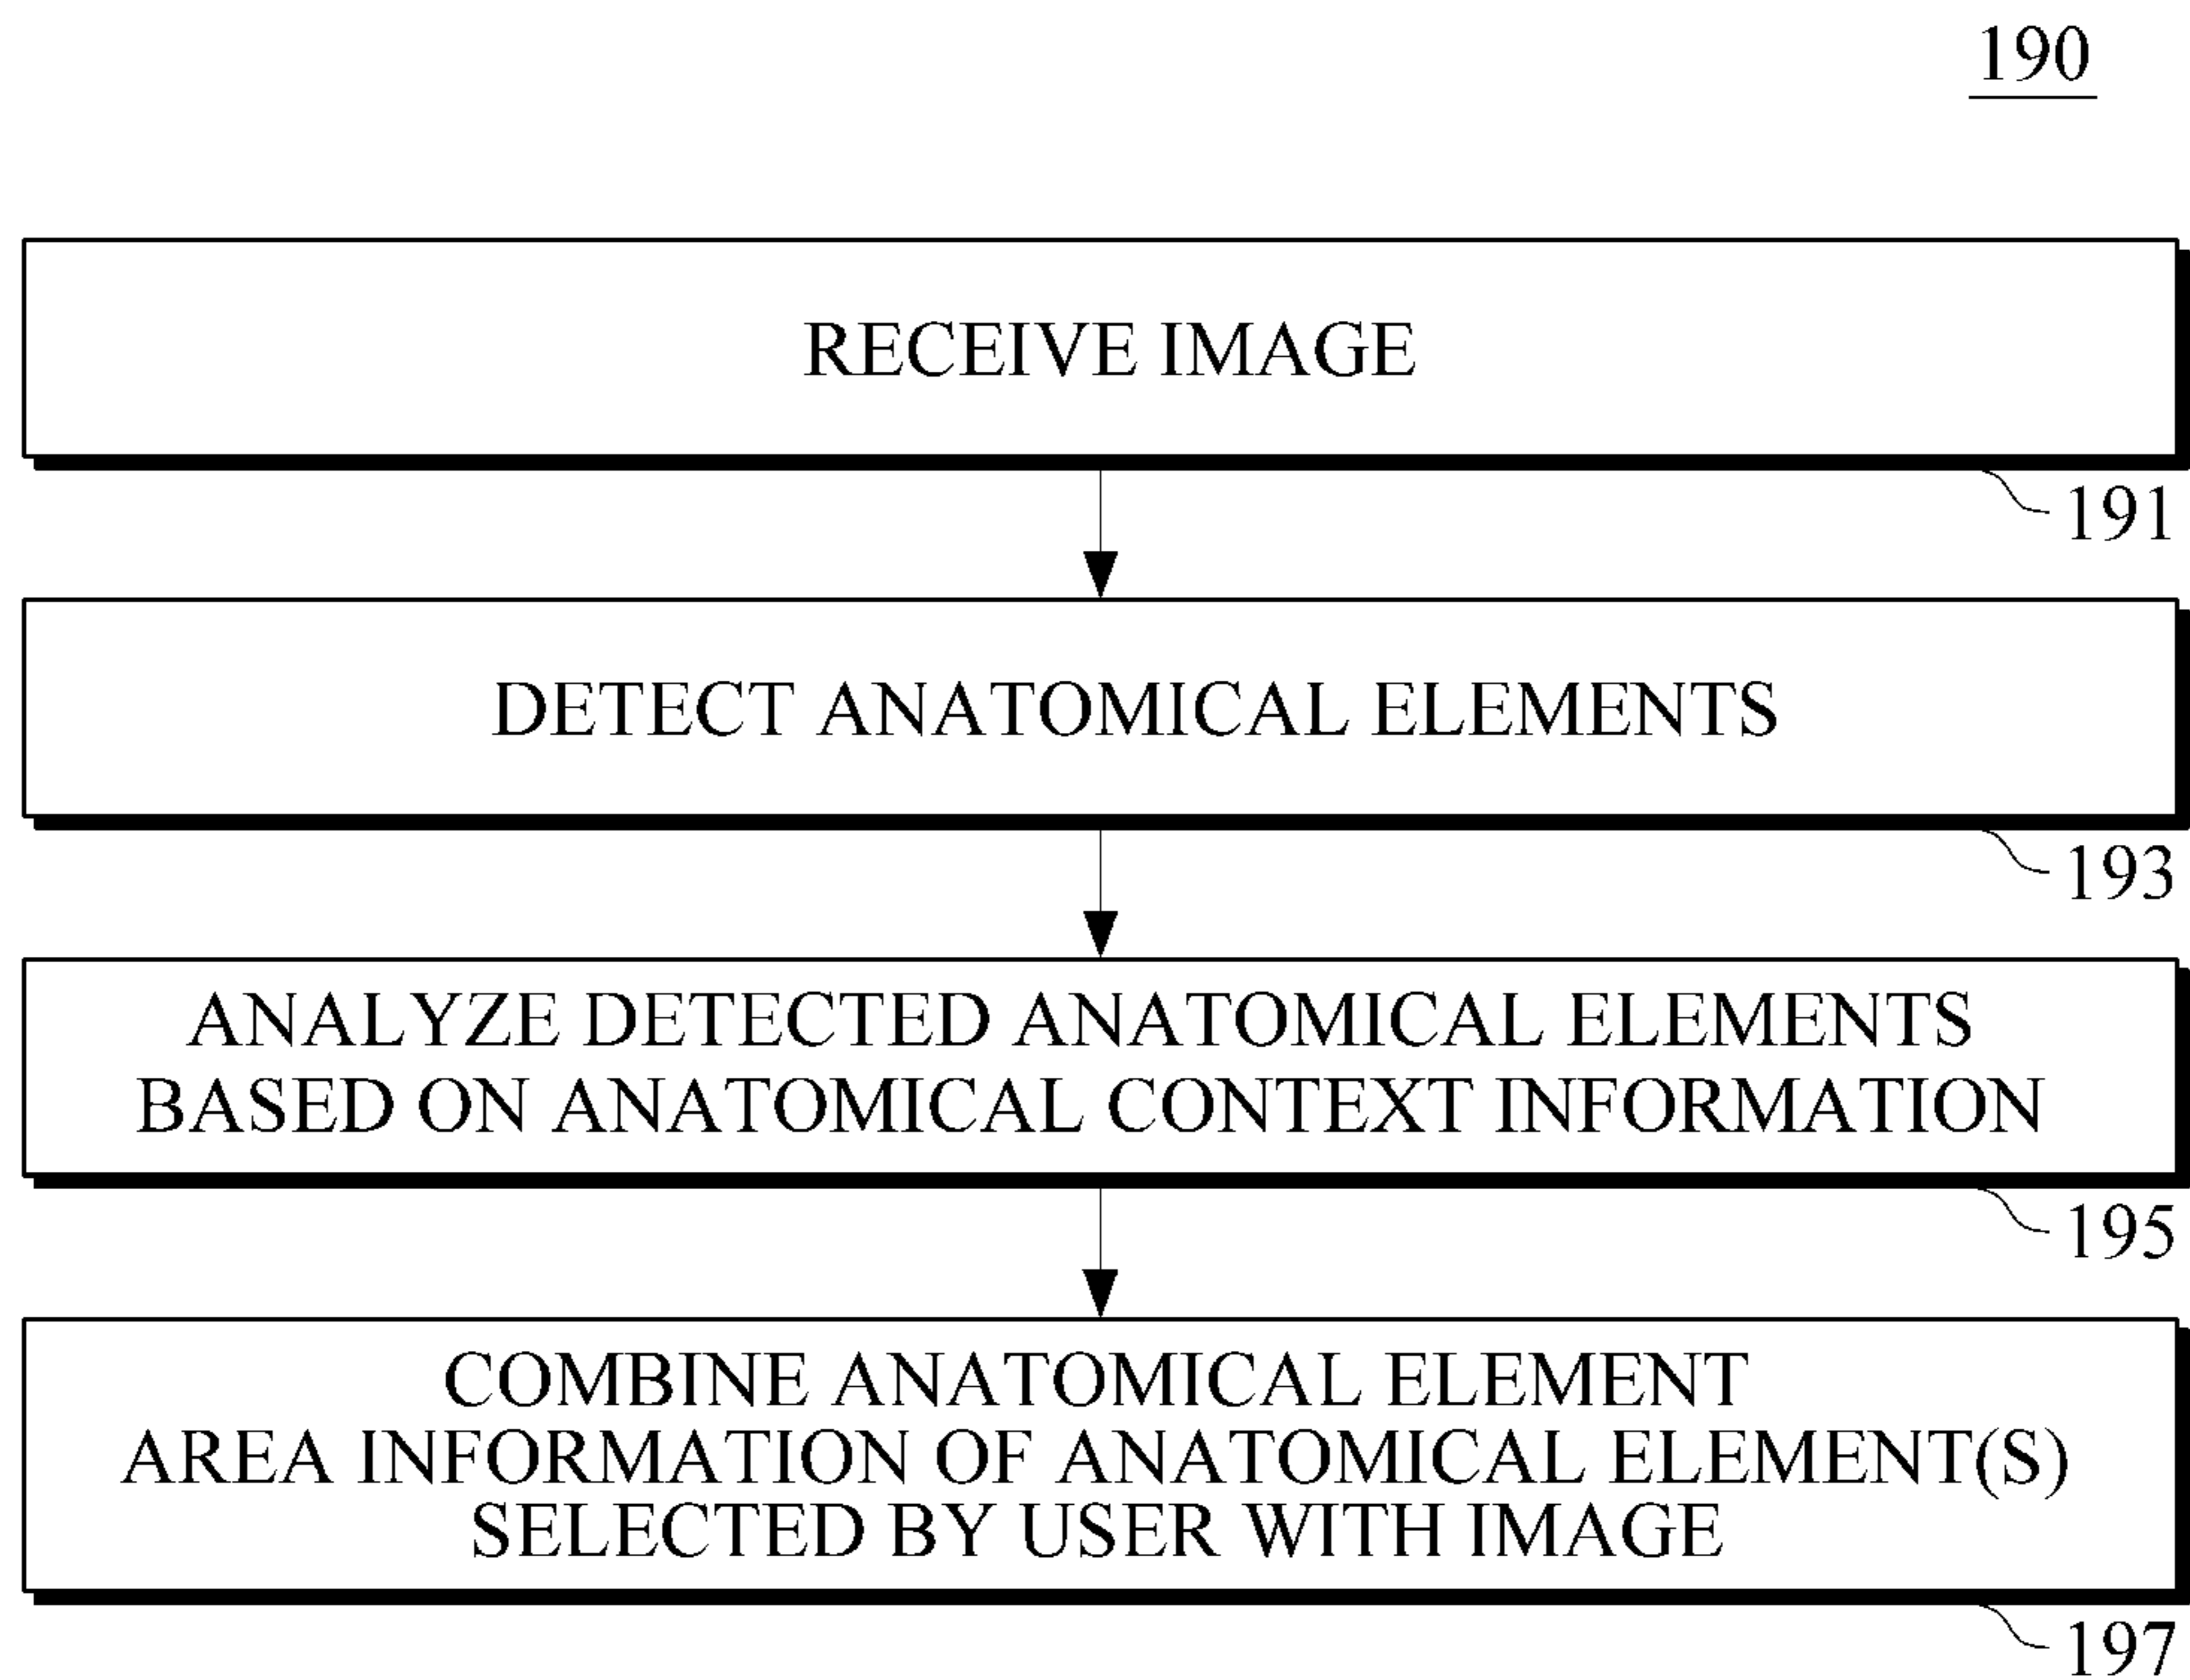 190
RECEIVE IMAGE
191
DETECT ANATOMICAL ELEMENTS
193
ANALYZE DETECTED ANATOMICAL ELEMENTS
BASED ON ANATOMICAL CONTEXT INFORMATION
195
COMBINE ANATOMICAL ELEMENT
AREA INFORMATION OF ANATOMICAL ELEMENT(S)
SELECTED BY USER WITH IMAGE
197